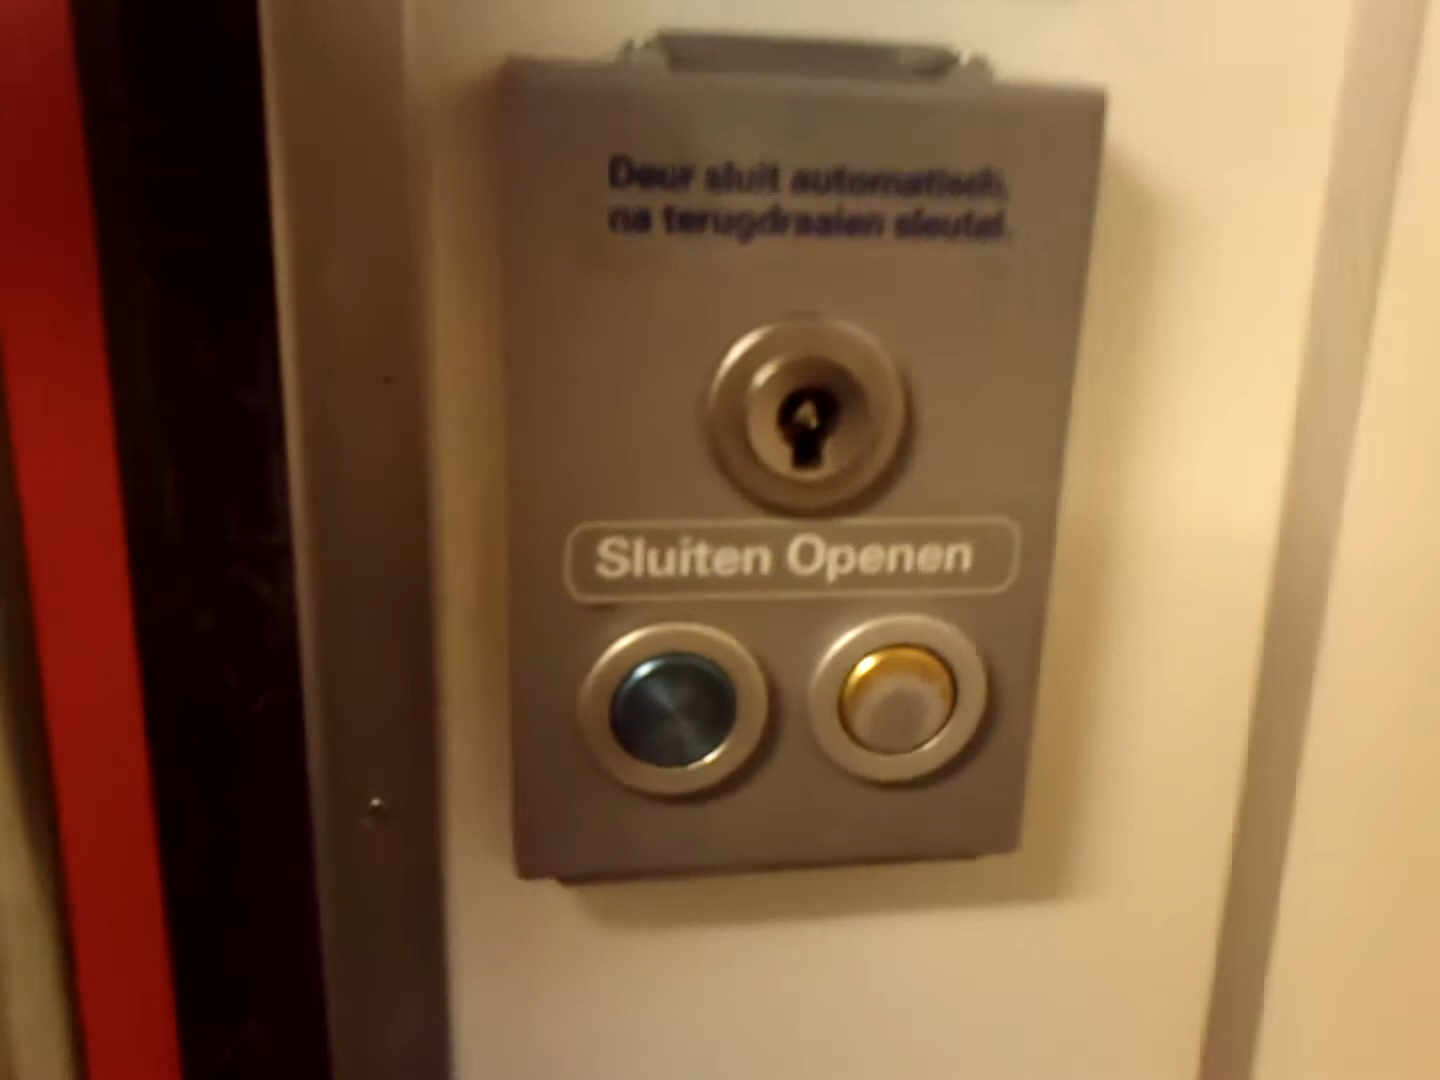 Deur sluit automatisch,
na terugdraaien sleutel.
Sluiten Openen